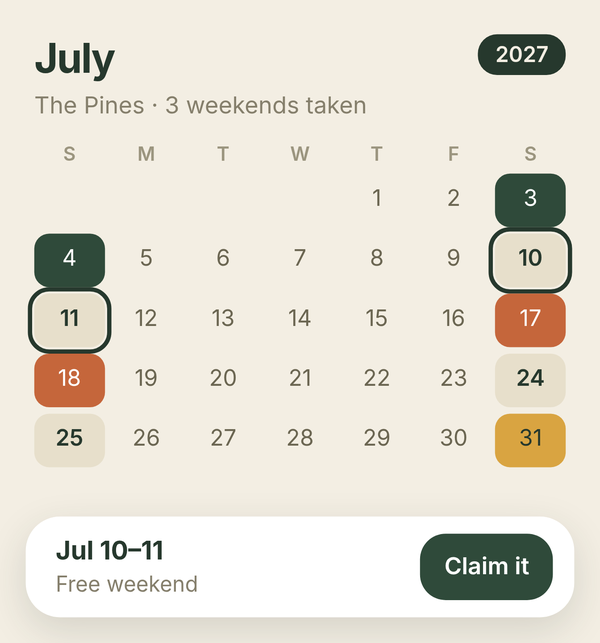 July 2027
The Pines · 3 weekends taken
S M T W T F S
1 2 3
4 5 6 7 8 9 10
11 12 13 14 15 16 17
18 19 20 21 22 23 24
25 26 27 28 29 30 31
Jul 10–11
Free weekend
Claim it